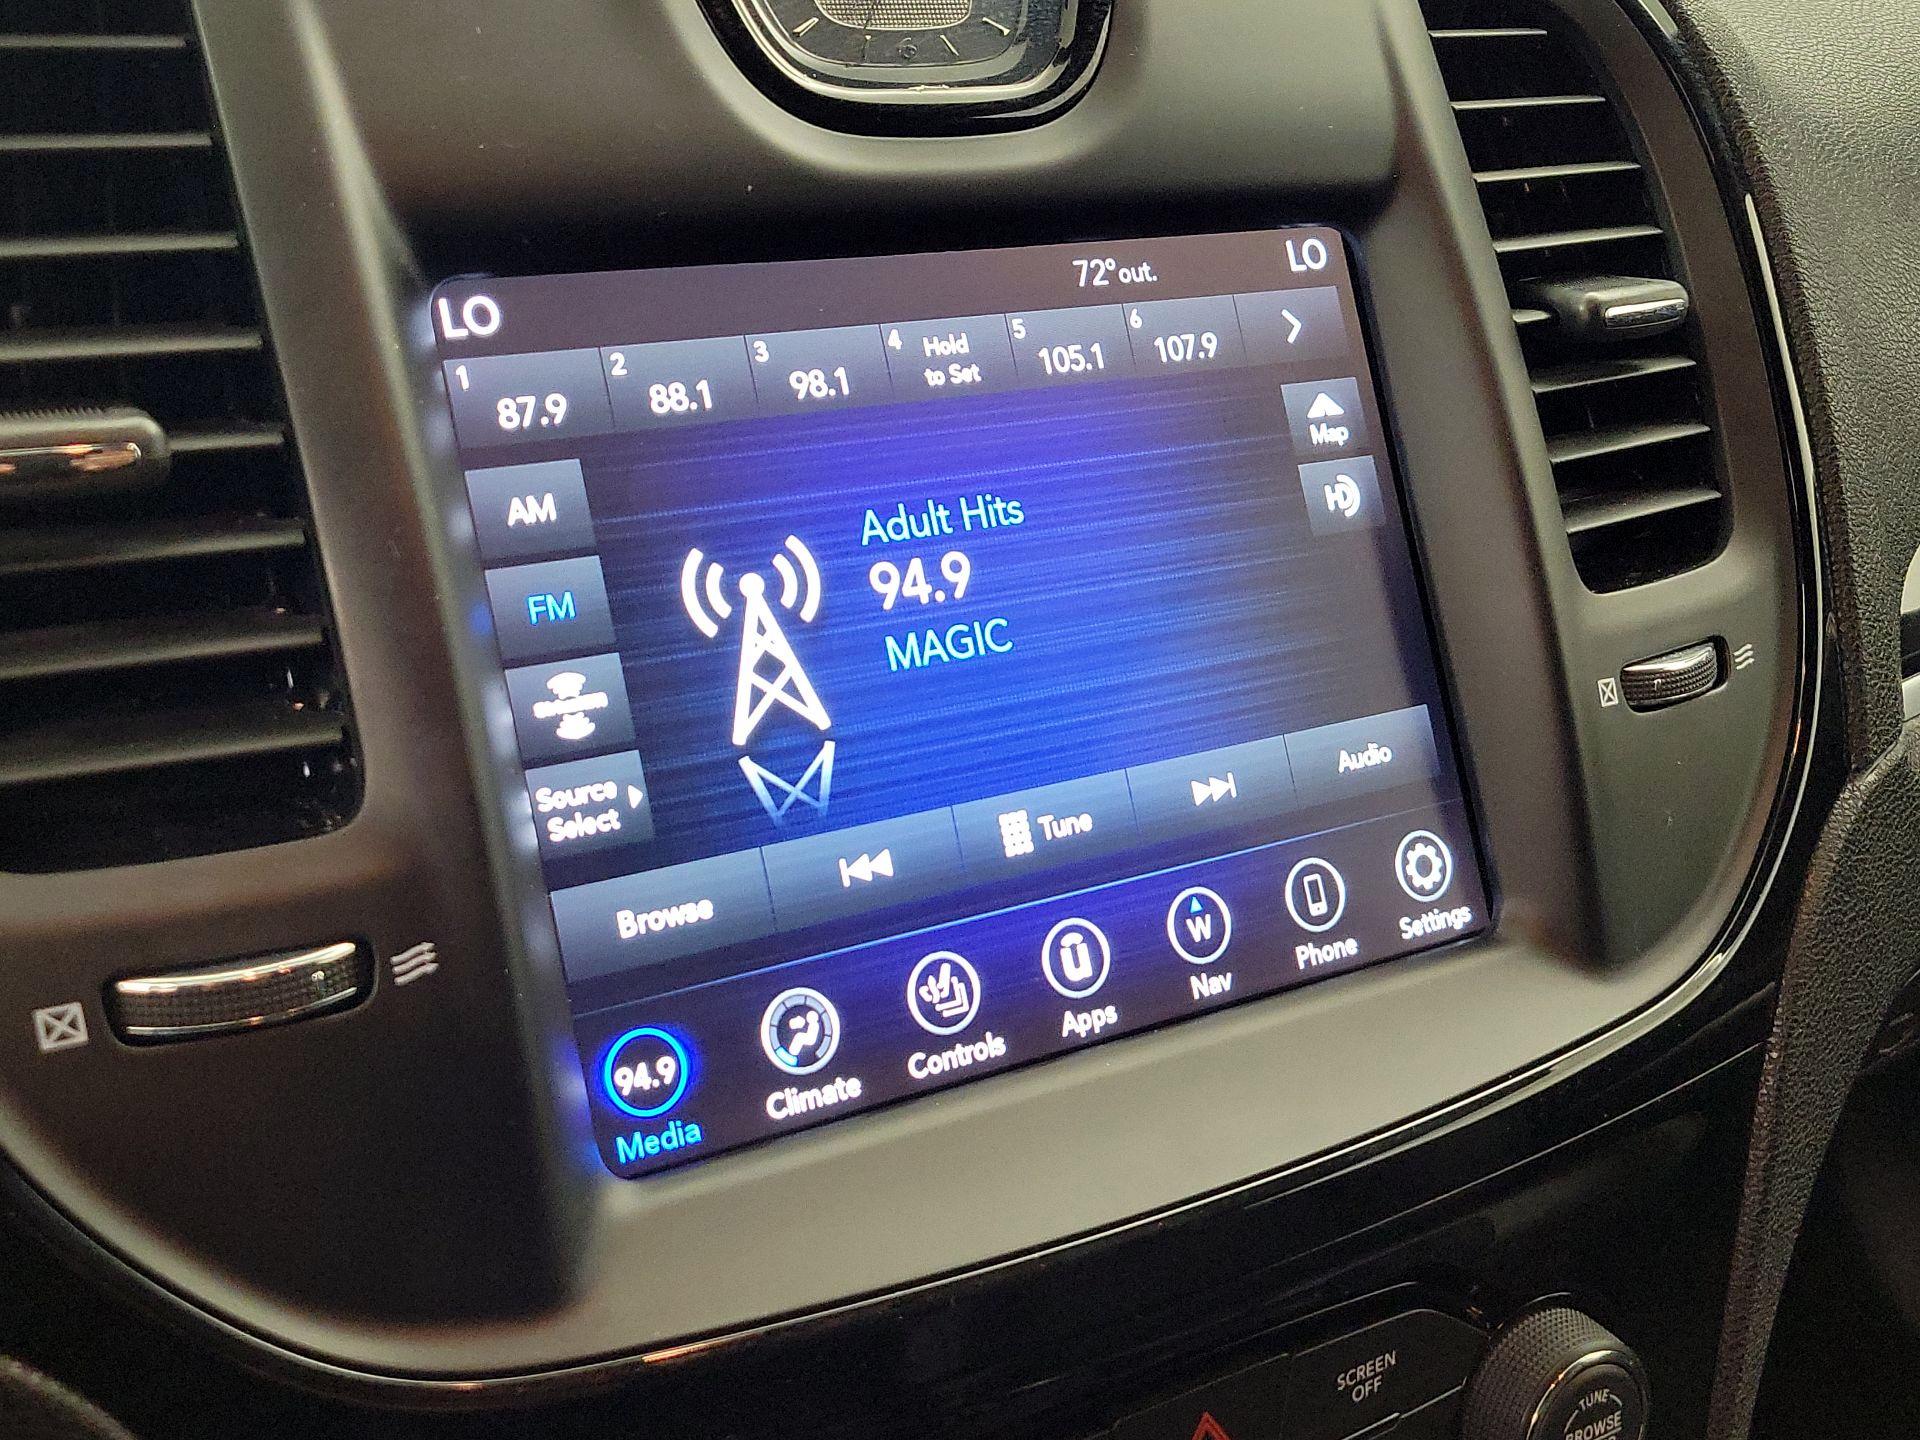 6
LO 72° out. LO
1 87.9
2 88.1
3 98.1
4 Hold
to Set
5 105.1
6 107.9
AM
FM
Source
Select
Adult Hits
94.9
MAGIC
Map
HD
Browse
Tune
Audio
94.9
Media
Climate
Controls
Apps
W
Nav
Phone
Settings
SCREEN
OFF
TUNE
BROWSE